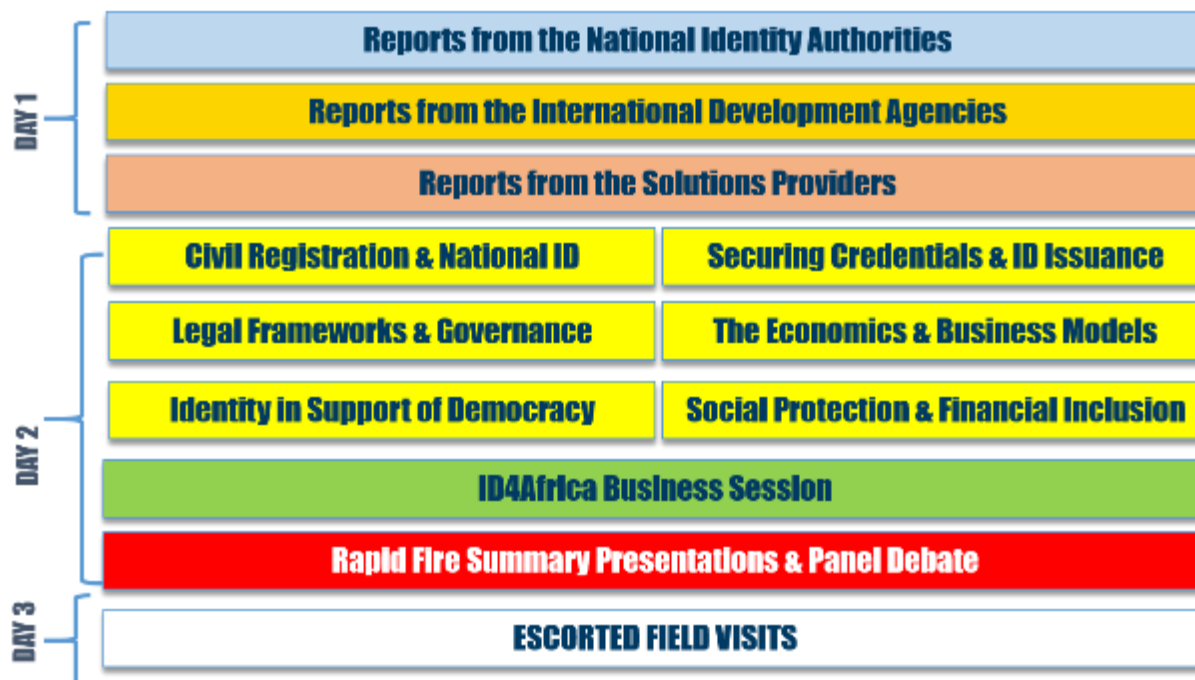 DAY 1
Reports from the National Identity Authorities
Reports from the International Development Agencies
Reports from the Solutions Providers
DAY 2
Civil Registration & National ID
Securing Credentials & ID Issuance
Legal Frameworks & Governance
The Economics & Business Models
Identity in Support of Democracy
Social Protection & Financial Inclusion
ID4Africa Business Session
Rapid Fire Summary Presentations & Panel Debate
DAY 3
ESCORTED FIELD VISITS